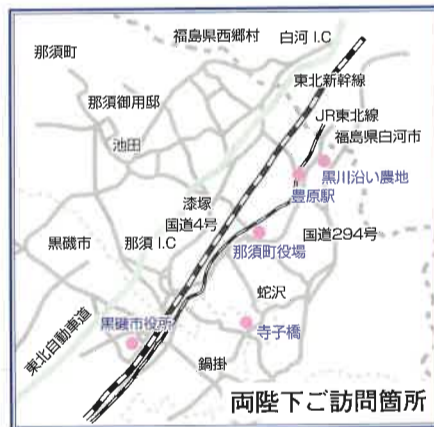 福島県西郷村
白河 I.C
那須町
東北新幹線
那須御用邸
JR東北線
福島県白河市
池田
黒川沿い農地
豊原駅
漆塚
国道4号
国道294号
黒磯市
那須 I.C
那須町役場
蛇沢
黒磯市役所
寺子橋
東北自動車道
鍋掛
両陛下ご訪問箇所